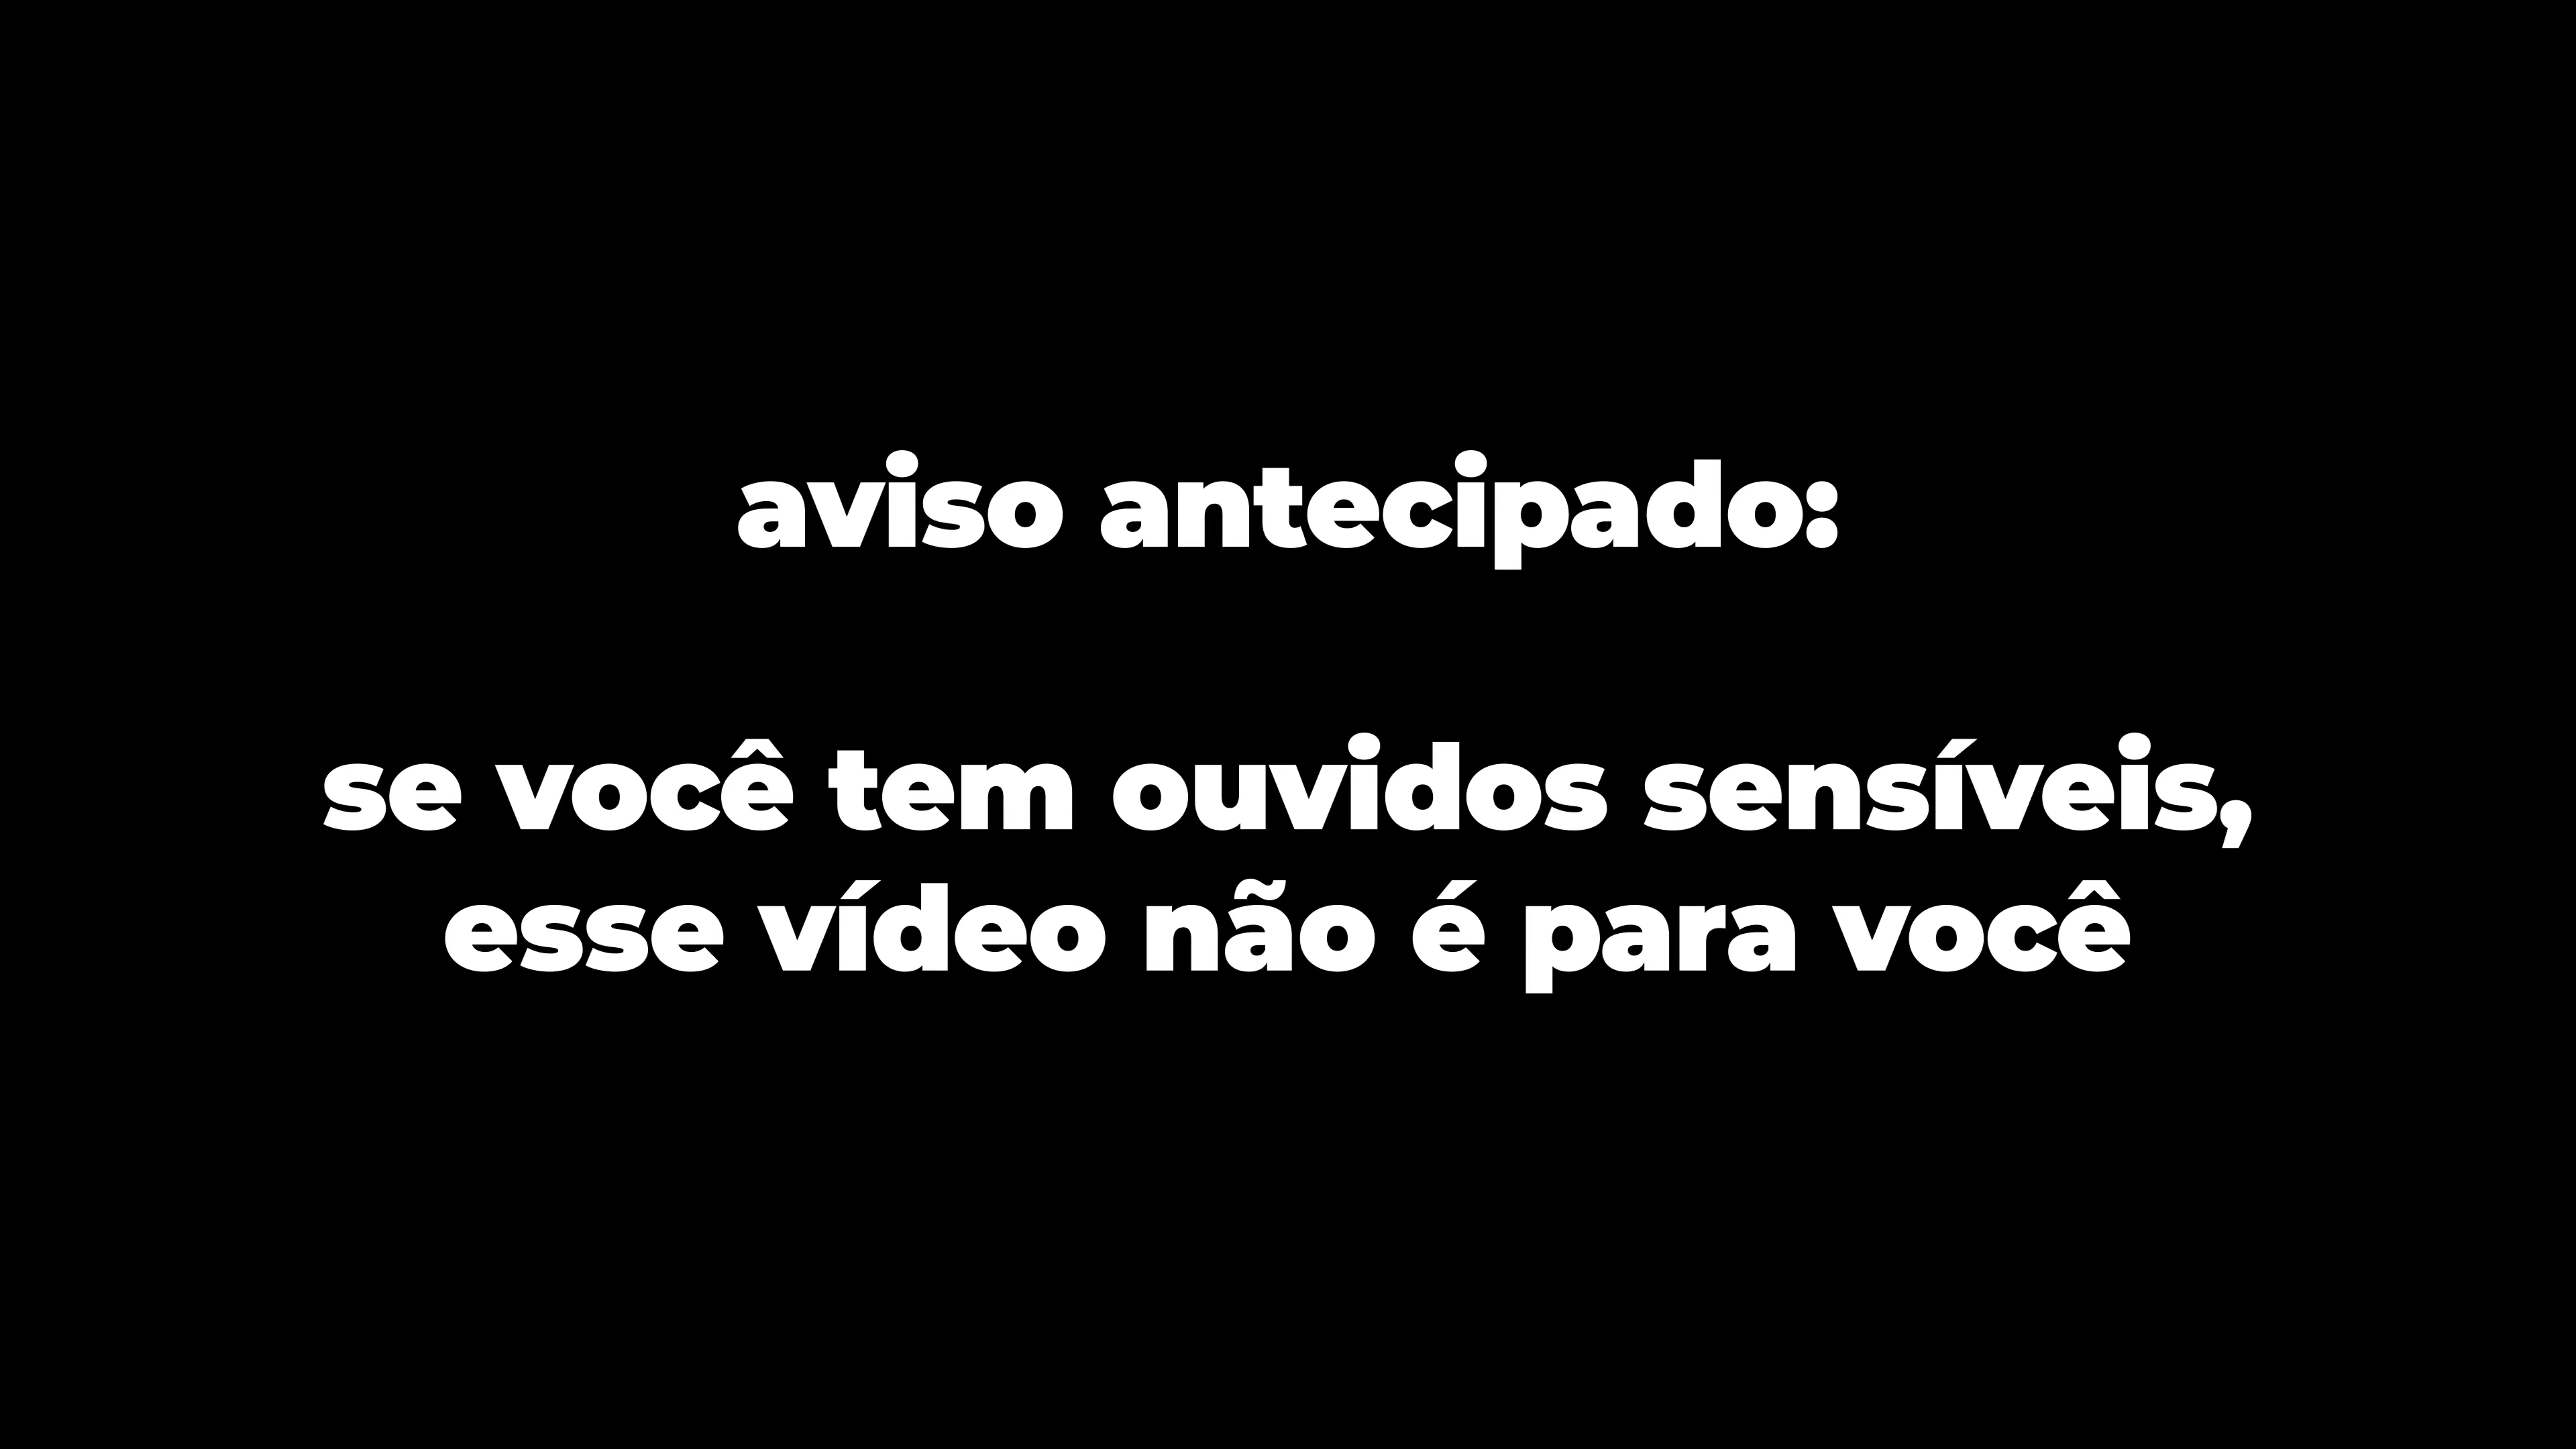 aviso antecipado:
se você tem ouvidos sensíveis,
esse vídeo não é para você